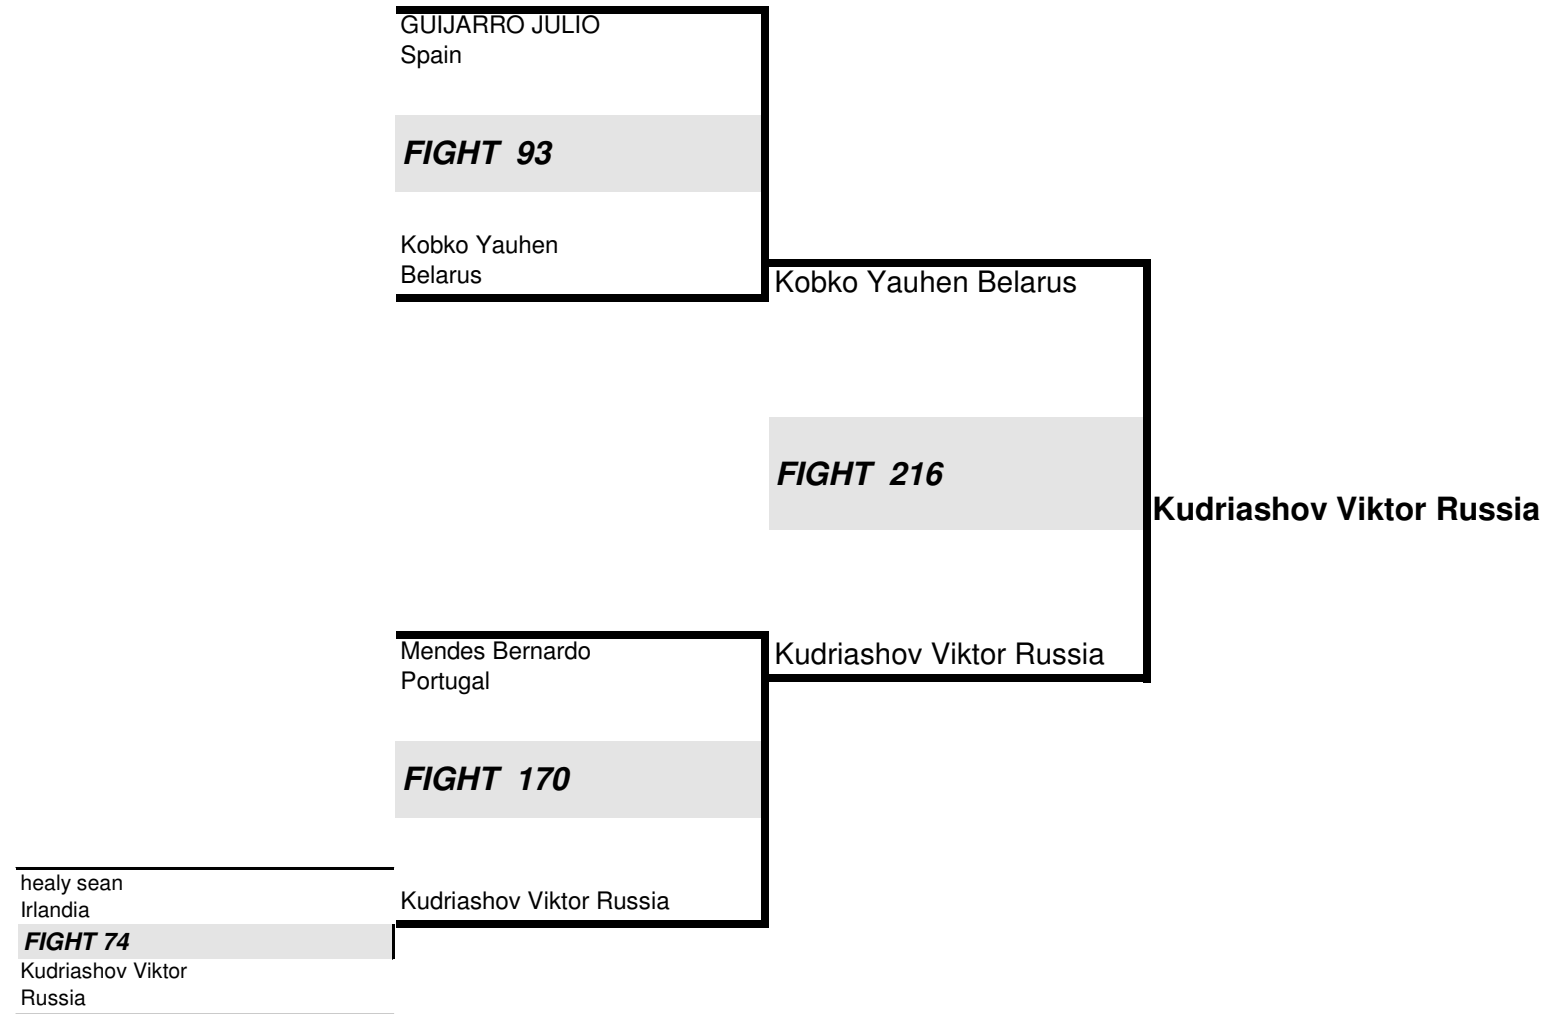 GUIJARRO JULIO
Spain
FIGHT 93
Kobko Yauhen
Belarus
Kobko Yauhen Belarus
FIGHT 216
Kudriashov Viktor Russia
Mendes Bernardo
Portugal
Kudriashov Viktor Russia
FIGHT 170
healy sean
Irlandia
Kudriashov Viktor Russia
FIGHT 74
Kudriashov Viktor
Russia